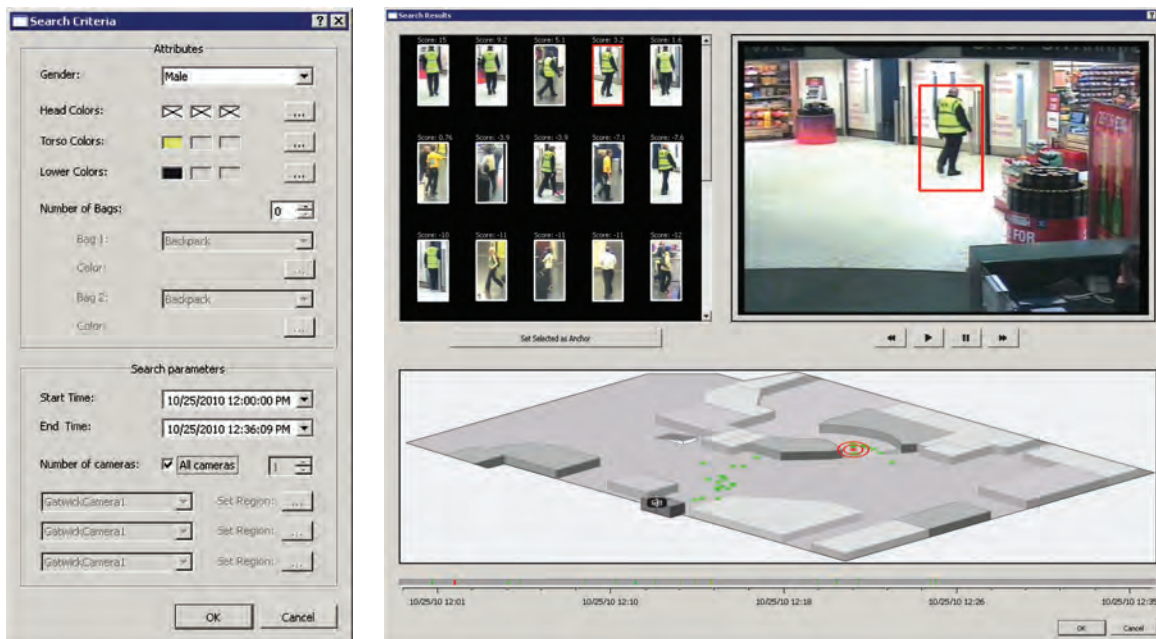 Search Criteria
Attributes
Gender: Male
Head Colors: ...
Torso Colors: ...
Lower Colors: ...
Number of Bags: 0
Bag 1: Backpack
Color: ...
Bag 2: Backpack
Color: ...
Search parameters
Start Time: 10/25/2010 12:00:00 PM
End Time: 10/25/2010 12:36:09 PM
Number of cameras: All cameras 1
GatwickCamera1 Set Region: ...
GatwickCamera1 Set Region: ...
GatwickCamera1 Set Region: ...
OK Cancel
Search Results
Score: 15 Score: 9.2 Score: 5.1 Score: 3.2 Score: 1.6
Score: 0.76 Score: -3.9 Score: -3.9 Score: -7.1 Score: -7.6
Score: -10 Score: -11 Score: -11 Score: -11 Score: -12
FOR
Set Selected as Anchor
10/25/10 12:01 10/25/10 12:10 10/25/10 12:18 10/25/10 12:26 10/25/10 12:35
OK Cancel